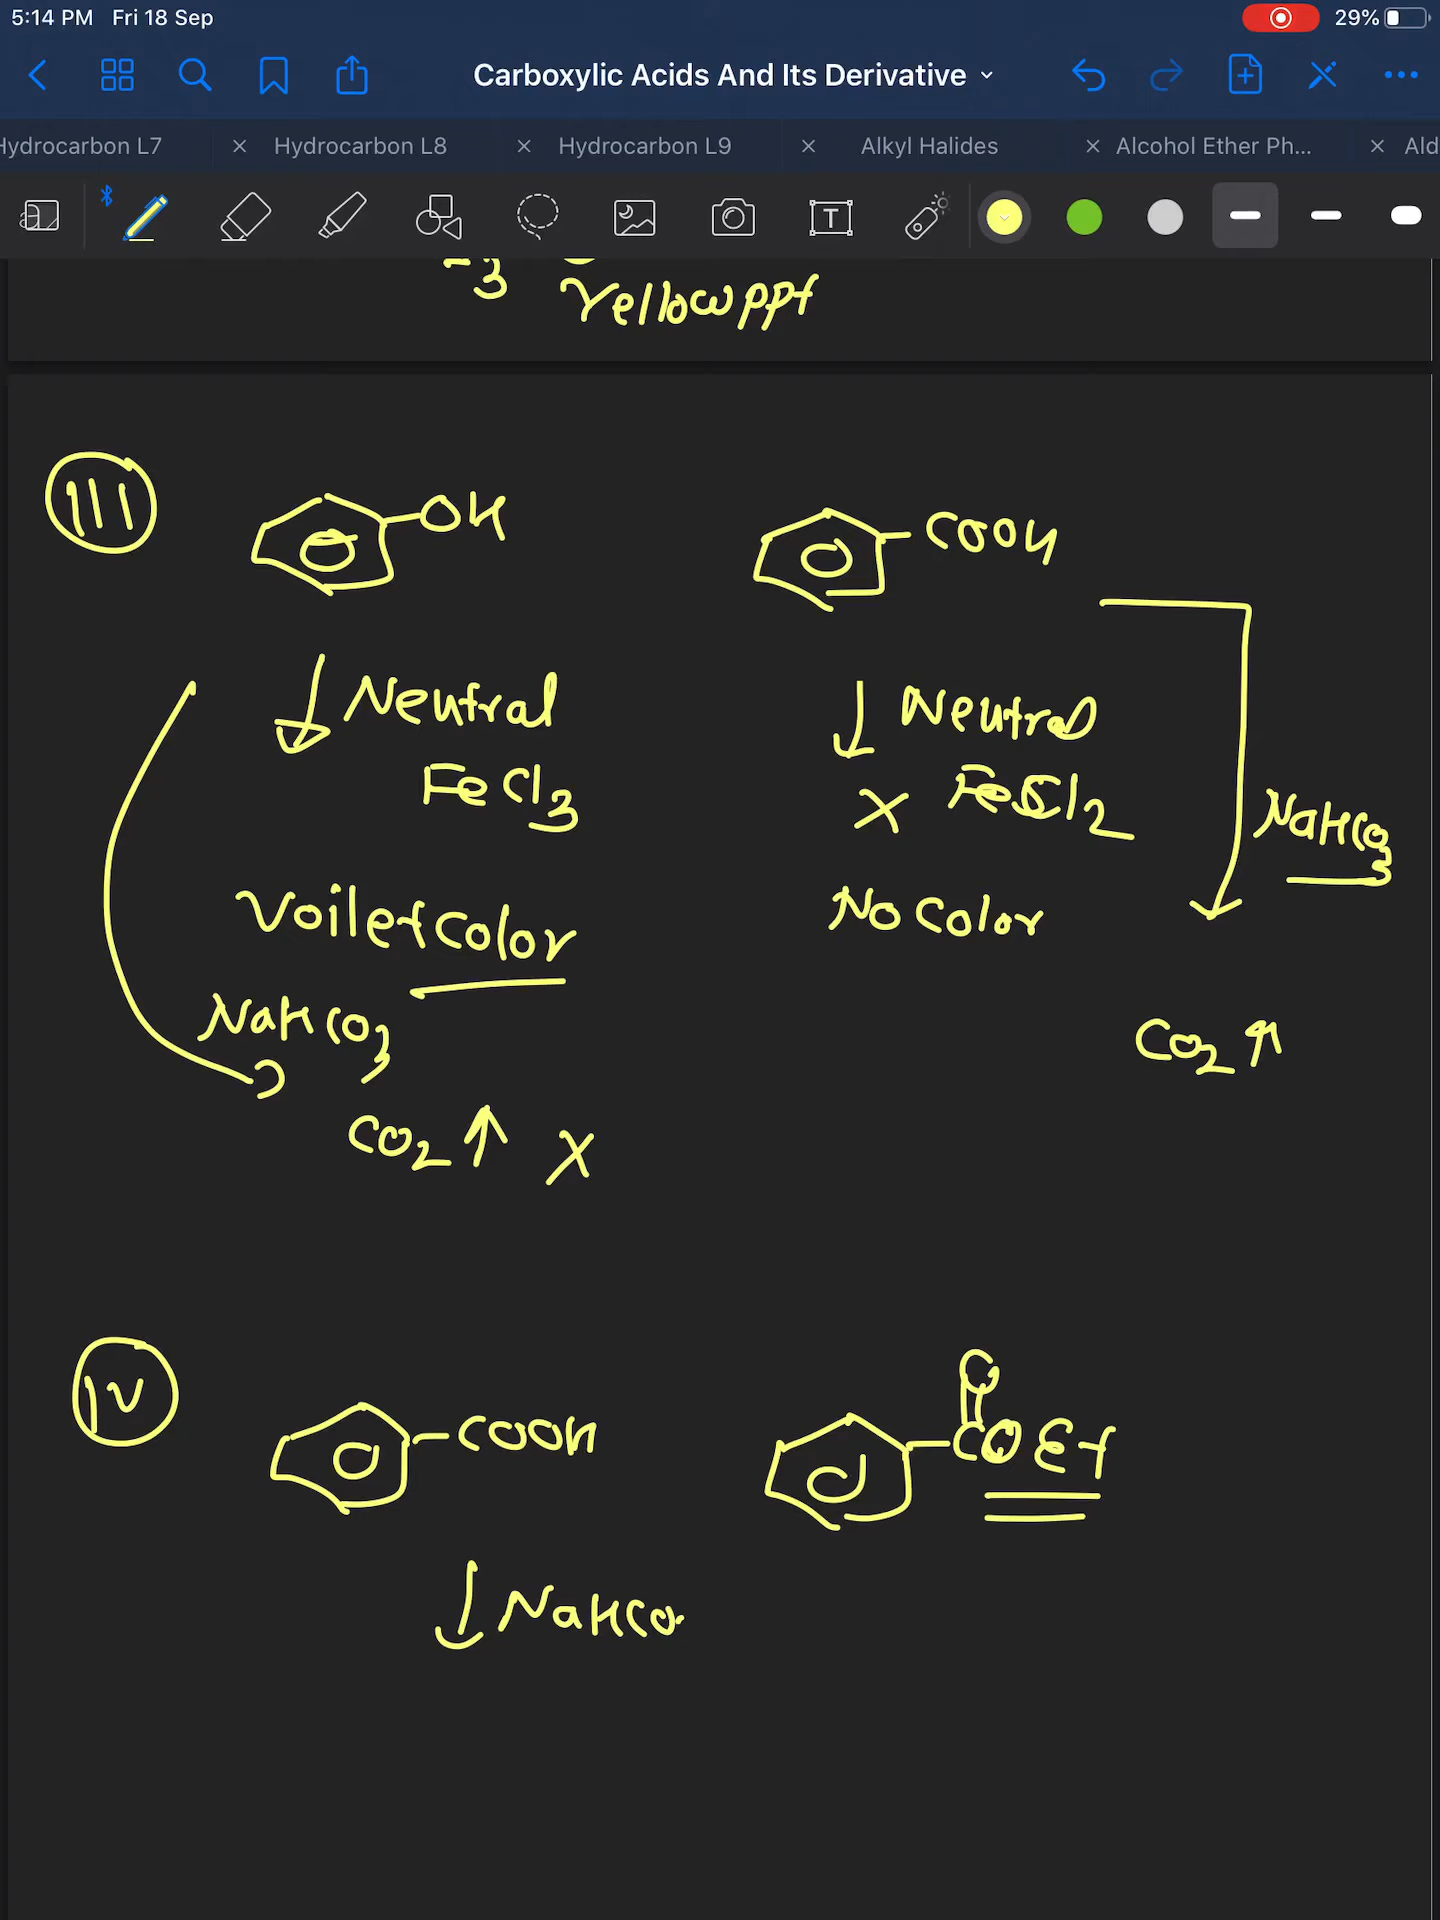 5:14 PM Fri 18 Sep
29%
Carboxylic Acids And Its Derivative
Hydrocarbon L7
Hydrocarbon L8
Hydrocarbon L9
Alkyl Halides
Alcohol Ether Ph...
Ald
T
3
Yellow ppt
III
OH
COOH
Neutral
FeCl3
Neutral
X FeCl2
NaHCO3
Voilet color
No Color
NaHCO3
CO2 ↑
CO2 ↑ X
IV
COOH
O
COEt
↓ NaHCO